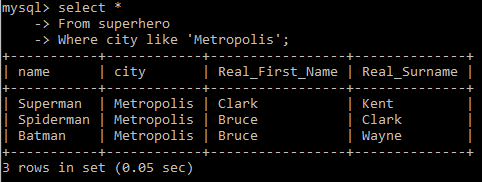 mysql> select *
    -> From superhero
    -> Where city like 'Metropolis';
+-----------+------------+-----------------+--------------+
| name      | city       | Real_First_Name | Real_Surname |
+-----------+------------+-----------------+--------------+
| Superman  | Metropolis | Clark           | Kent         |
| Spiderman | Metropolis | Bruce           | Clark        |
| Batman    | Metropolis | Bruce           | Wayne        |
+-----------+------------+-----------------+--------------+
3 rows in set (0.05 sec)